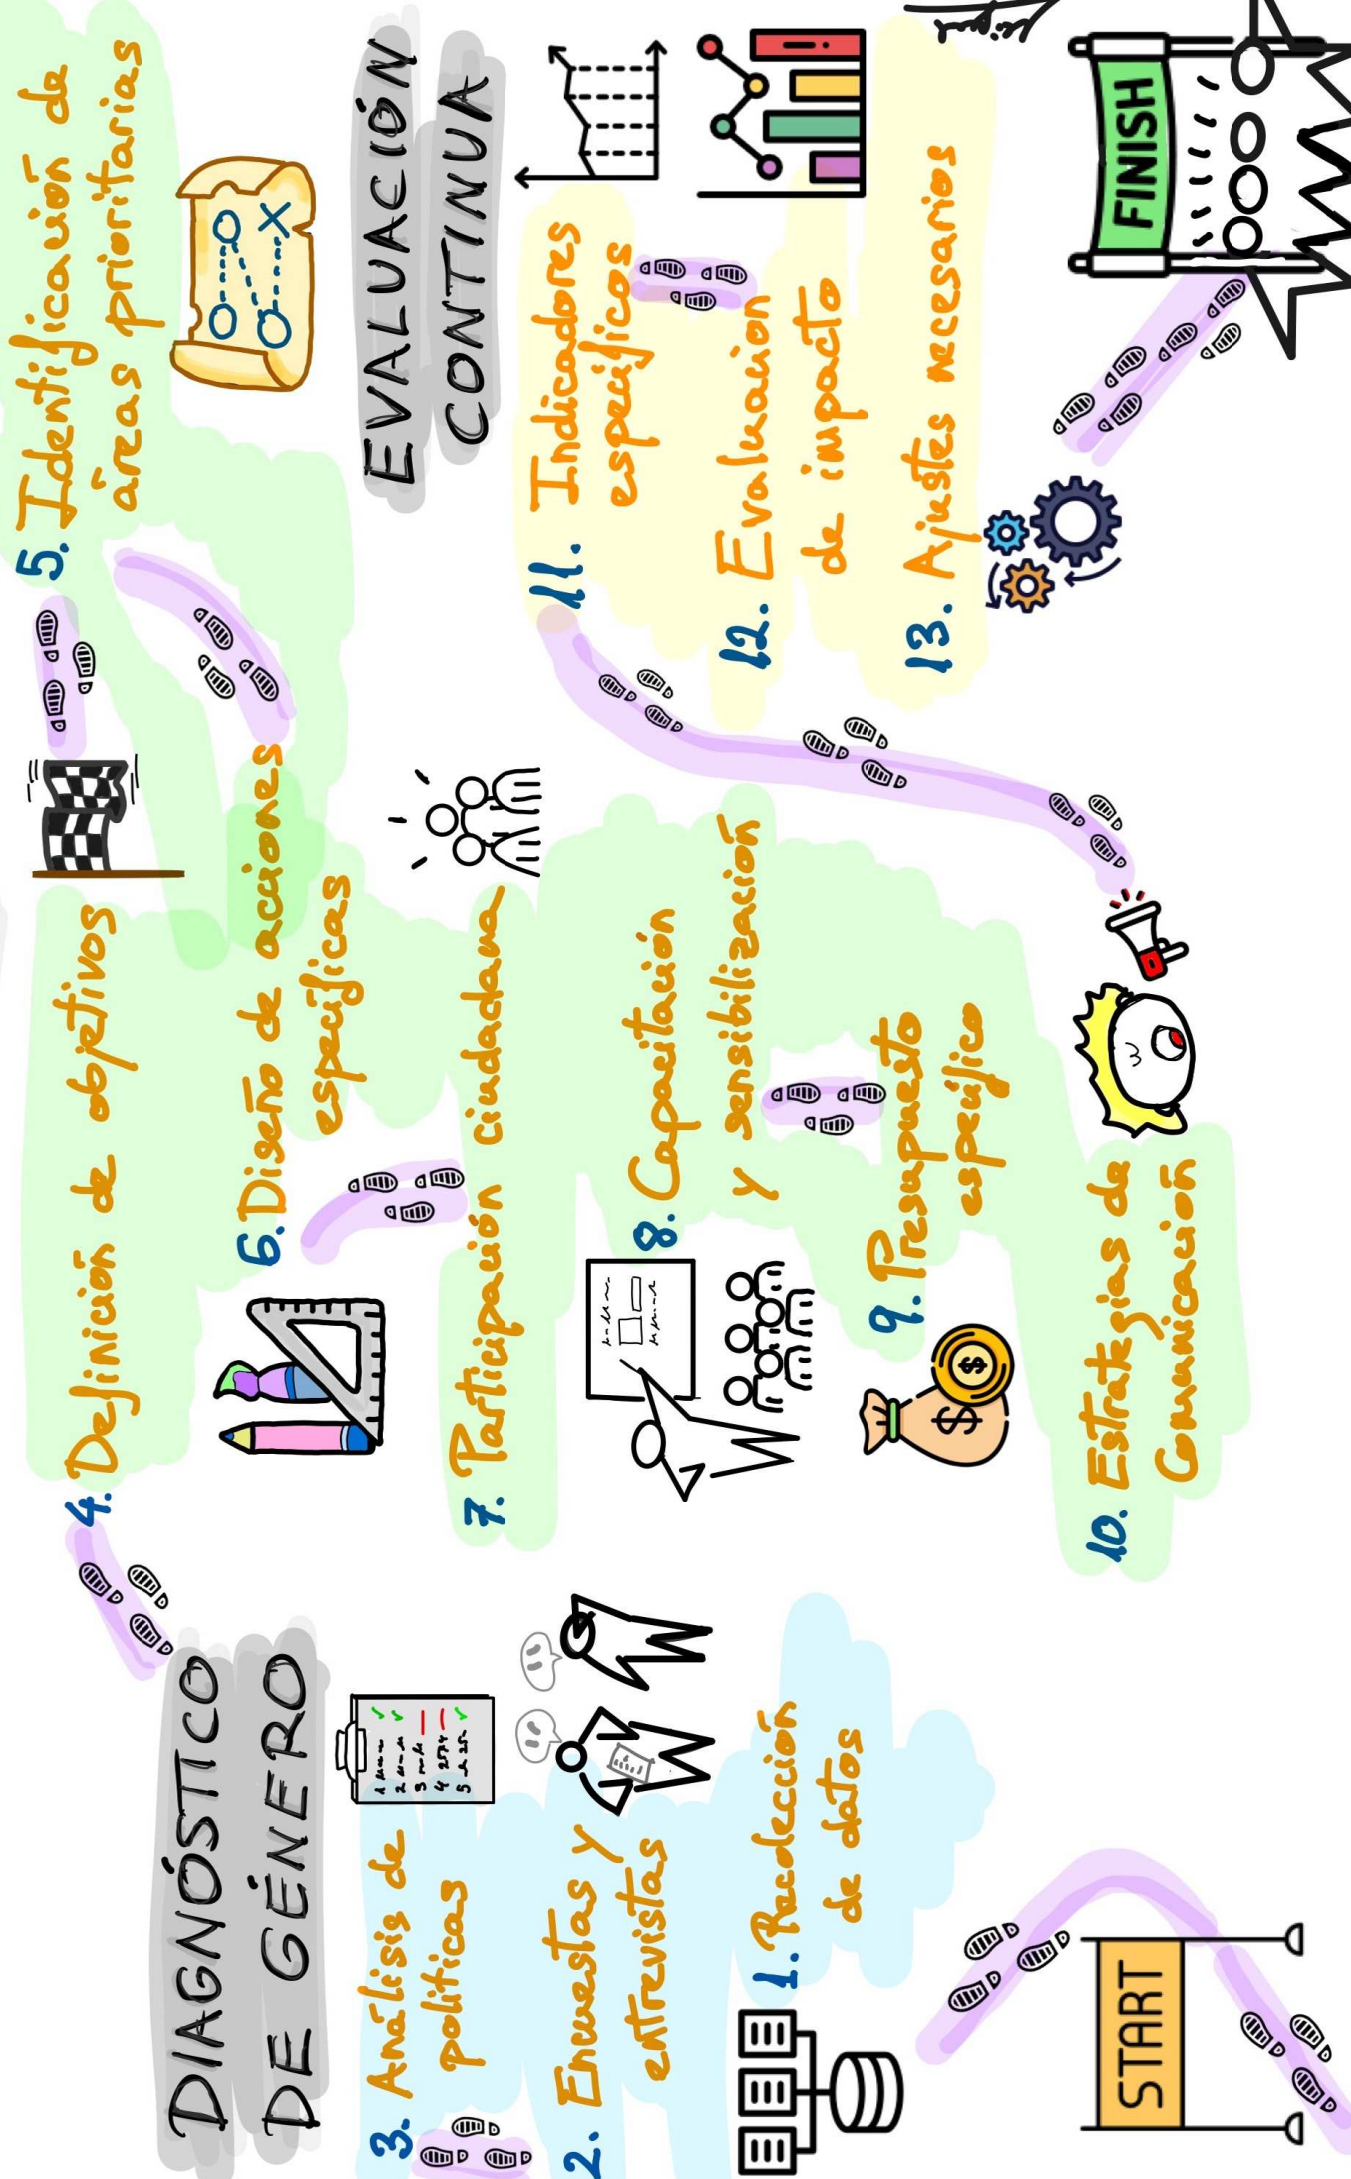 DIAGNÓSTICO
DE GÉNERO
START
1. Recolección
de datos
2. Encuestas y
entrevistas
3. Análisis de
políticas
4. Definición de objetivos
5. Identificación de
áreas prioritarias
6. Diseño de acciones
específicas
7. Participación ciudadana
8. Capacitación
y sensibilización
9. Presupuesto
específico
10. Estrategias de
Comunicación
EVALUACIÓN
CONTINUA
11. Indicadores
específicos
12. Evaluación
de impacto
13. Ajustes necesarios
FINISH